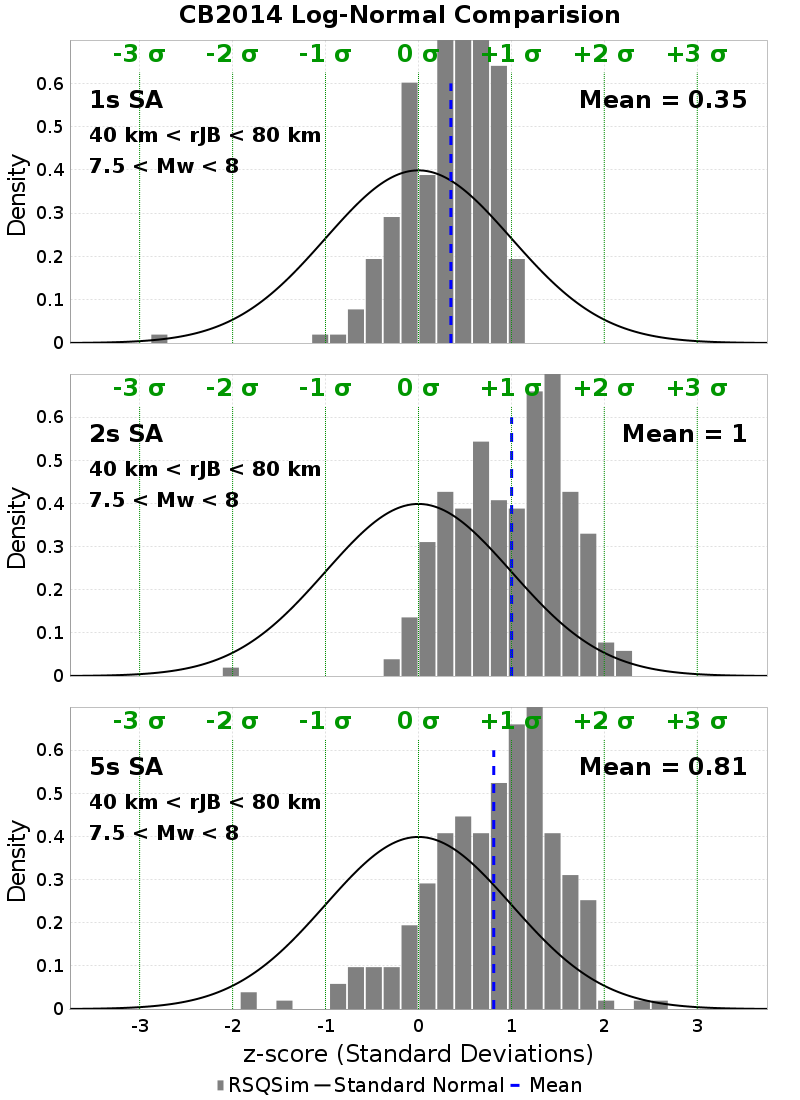 CB2014 Log-Normal Comparision
-3 σ -2 σ -1 σ 0 σ +1 σ +2 σ +3 σ
0.6
1s SA Mean = 0.35
0.5
40 km < rJB < 80 km
7.5 < Mw < 8
0.4
0.3
0.2
0.1
0
Density
-3 σ -2 σ -1 σ 0 σ +1 σ +2 σ +3 σ
0.6
2s SA Mean = 1
0.5
40 km < rJB < 80 km
7.5 < Mw < 8
0.4
0.3
0.2
0.1
0
Density
-3 σ -2 σ -1 σ 0 σ +1 σ +2 σ +3 σ
0.6
5s SA Mean = 0.81
0.5
40 km < rJB < 80 km
7.5 < Mw < 8
0.4
0.3
0.2
0.1
0
Density
-3 -2 -1 0 1 2 3
z-score (Standard Deviations)
RSQSim Standard Normal Mean